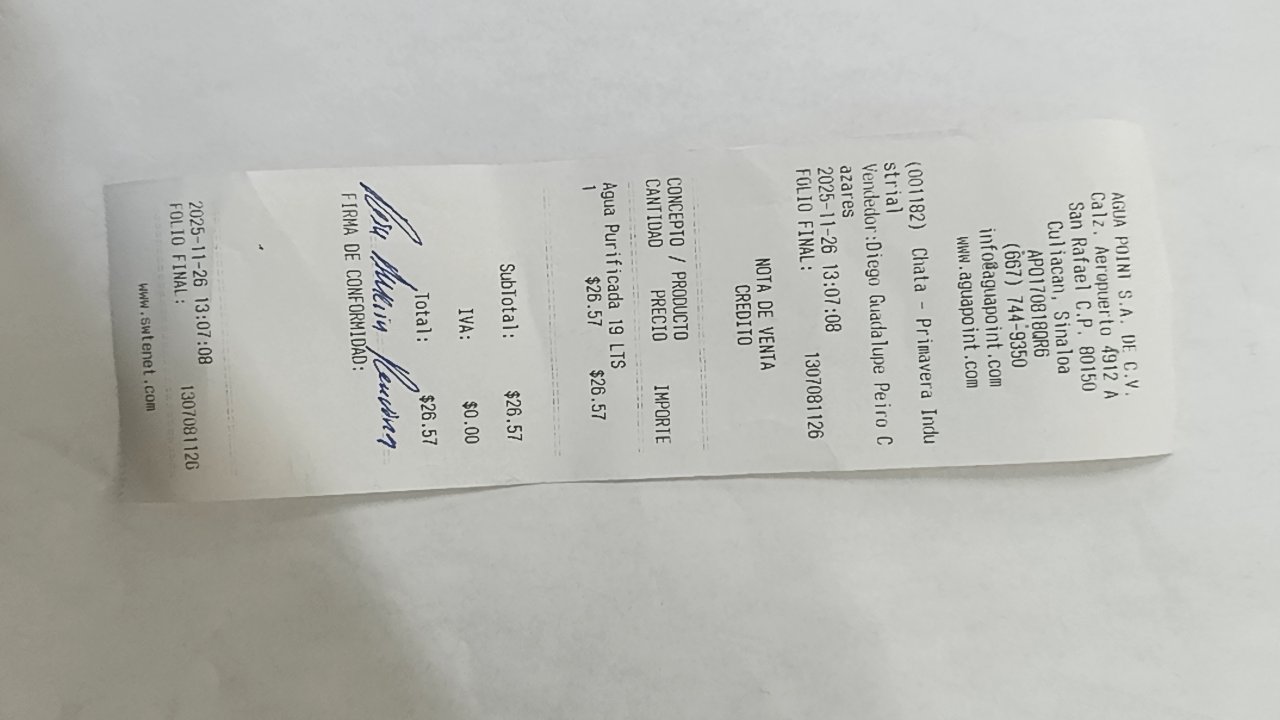 AGUA POINT S.A. DE C.V.
Calz. Aeropuerto 4912 A
San Rafael C.P. 80150
Culiacan, Sinaloa
APO170818QR6
(667) 744-9350
info@aguapoint.com
www.aguapoint.com
(001182) Chata - Primavera Indu
strial
Vendedor:Diego Guadalupe Peiro C
azares
2025-11-26 13:07:08
FOLIO FINAL: 1307081126
NOTA DE VENTA
CREDITO
CONCEPTO / PRODUCTO
CANTIDAD PRECIO IMPORTE
Agua Purificada 19 LTS
1 $26.57 $26.57
SubTotal: $26.57
IVA: $0.00
Total: $26.57
FIRMA DE CONFORMIDAD:
2025-11-26 13:07:08
FOLIO FINAL: 1307081126
www.swtenet.com